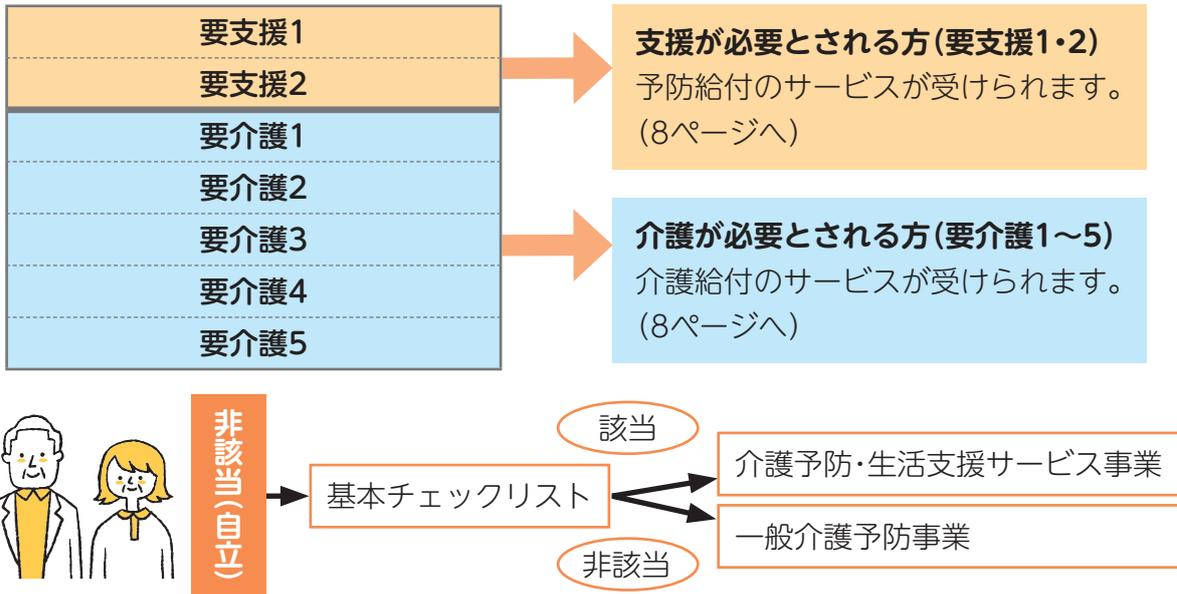 要支援1
要支援2
要介護1
要介護2
要介護3
要介護4
要介護5
支援が必要とされる方(要支援1・2)
予防給付のサービスが受けられます。
(8ページへ)
介護が必要とされる方(要介護1～5)
介護給付のサービスが受けられます。
(8ページへ)
非該当(自立)
基本チェックリスト
該当
非該当
介護予防・生活支援サービス事業
一般介護予防事業